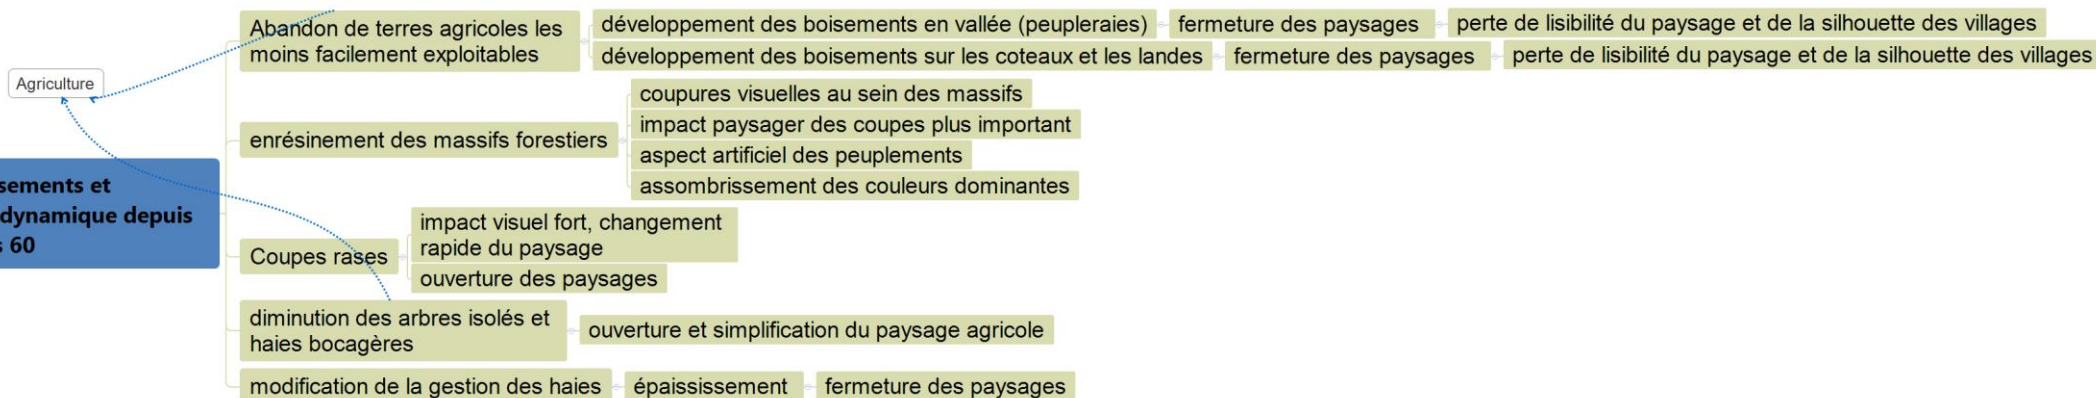 Agriculture
sements et
dynamique depuis
60
Abandon de terres agricoles les
moins facilement exploitables
développement des boisements en vallée (peupleraies)
fermeture des paysages
perte de lisibilité du paysage et de la silhouette des villages
développement des boisements sur les coteaux et les landes
fermeture des paysages
perte de lisibilité du paysage et de la silhouette des villages
enrésinement des massifs forestiers
coupures visuelles au sein des massifs
impact paysager des coupes plus important
aspect artificiel des peuplements
assombrissement des couleurs dominantes
Coupes rases
impact visuel fort, changement
rapide du paysage
ouverture des paysages
diminution des arbres isolés et
haies bocagères
ouverture et simplification du paysage agricole
modification de la gestion des haies
épaississement
fermeture des paysages